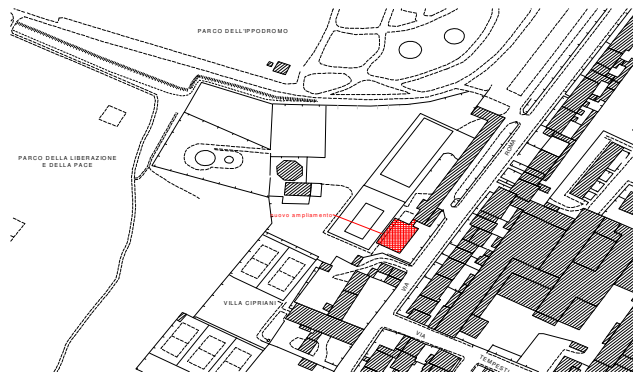 PARCO DELL'IPPODROMO
PARCO DELLA LIBERAZIONE
E DELLA PACE
ROMA
nuovo ampliamento
VIA
VILLA CIPRIANI
VIA
TEMPESTI